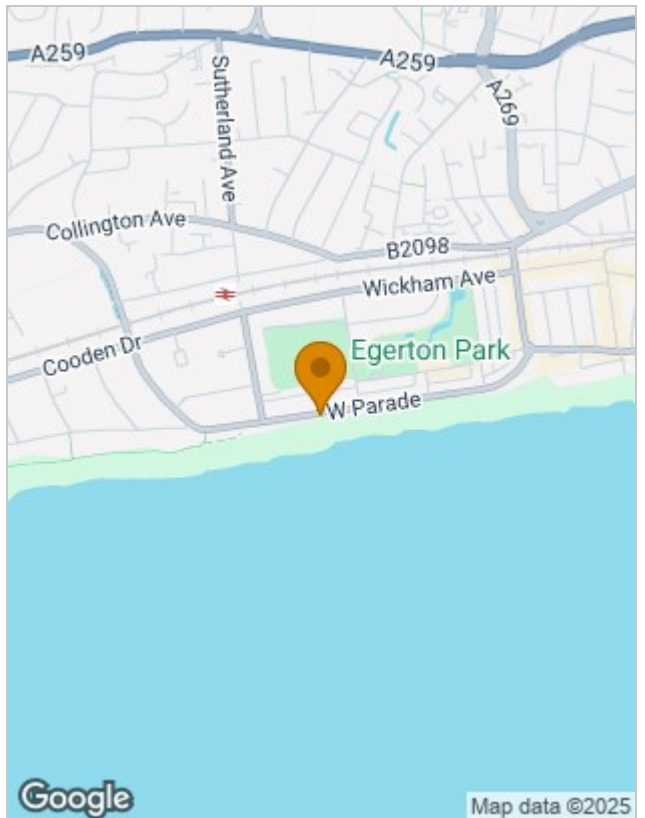 A259
A259
A269
Sutherland Ave
Collington Ave
B2098
Wickham Ave
Cooden Dr
Egerton Park
W Parade
Google
Map data ©2025